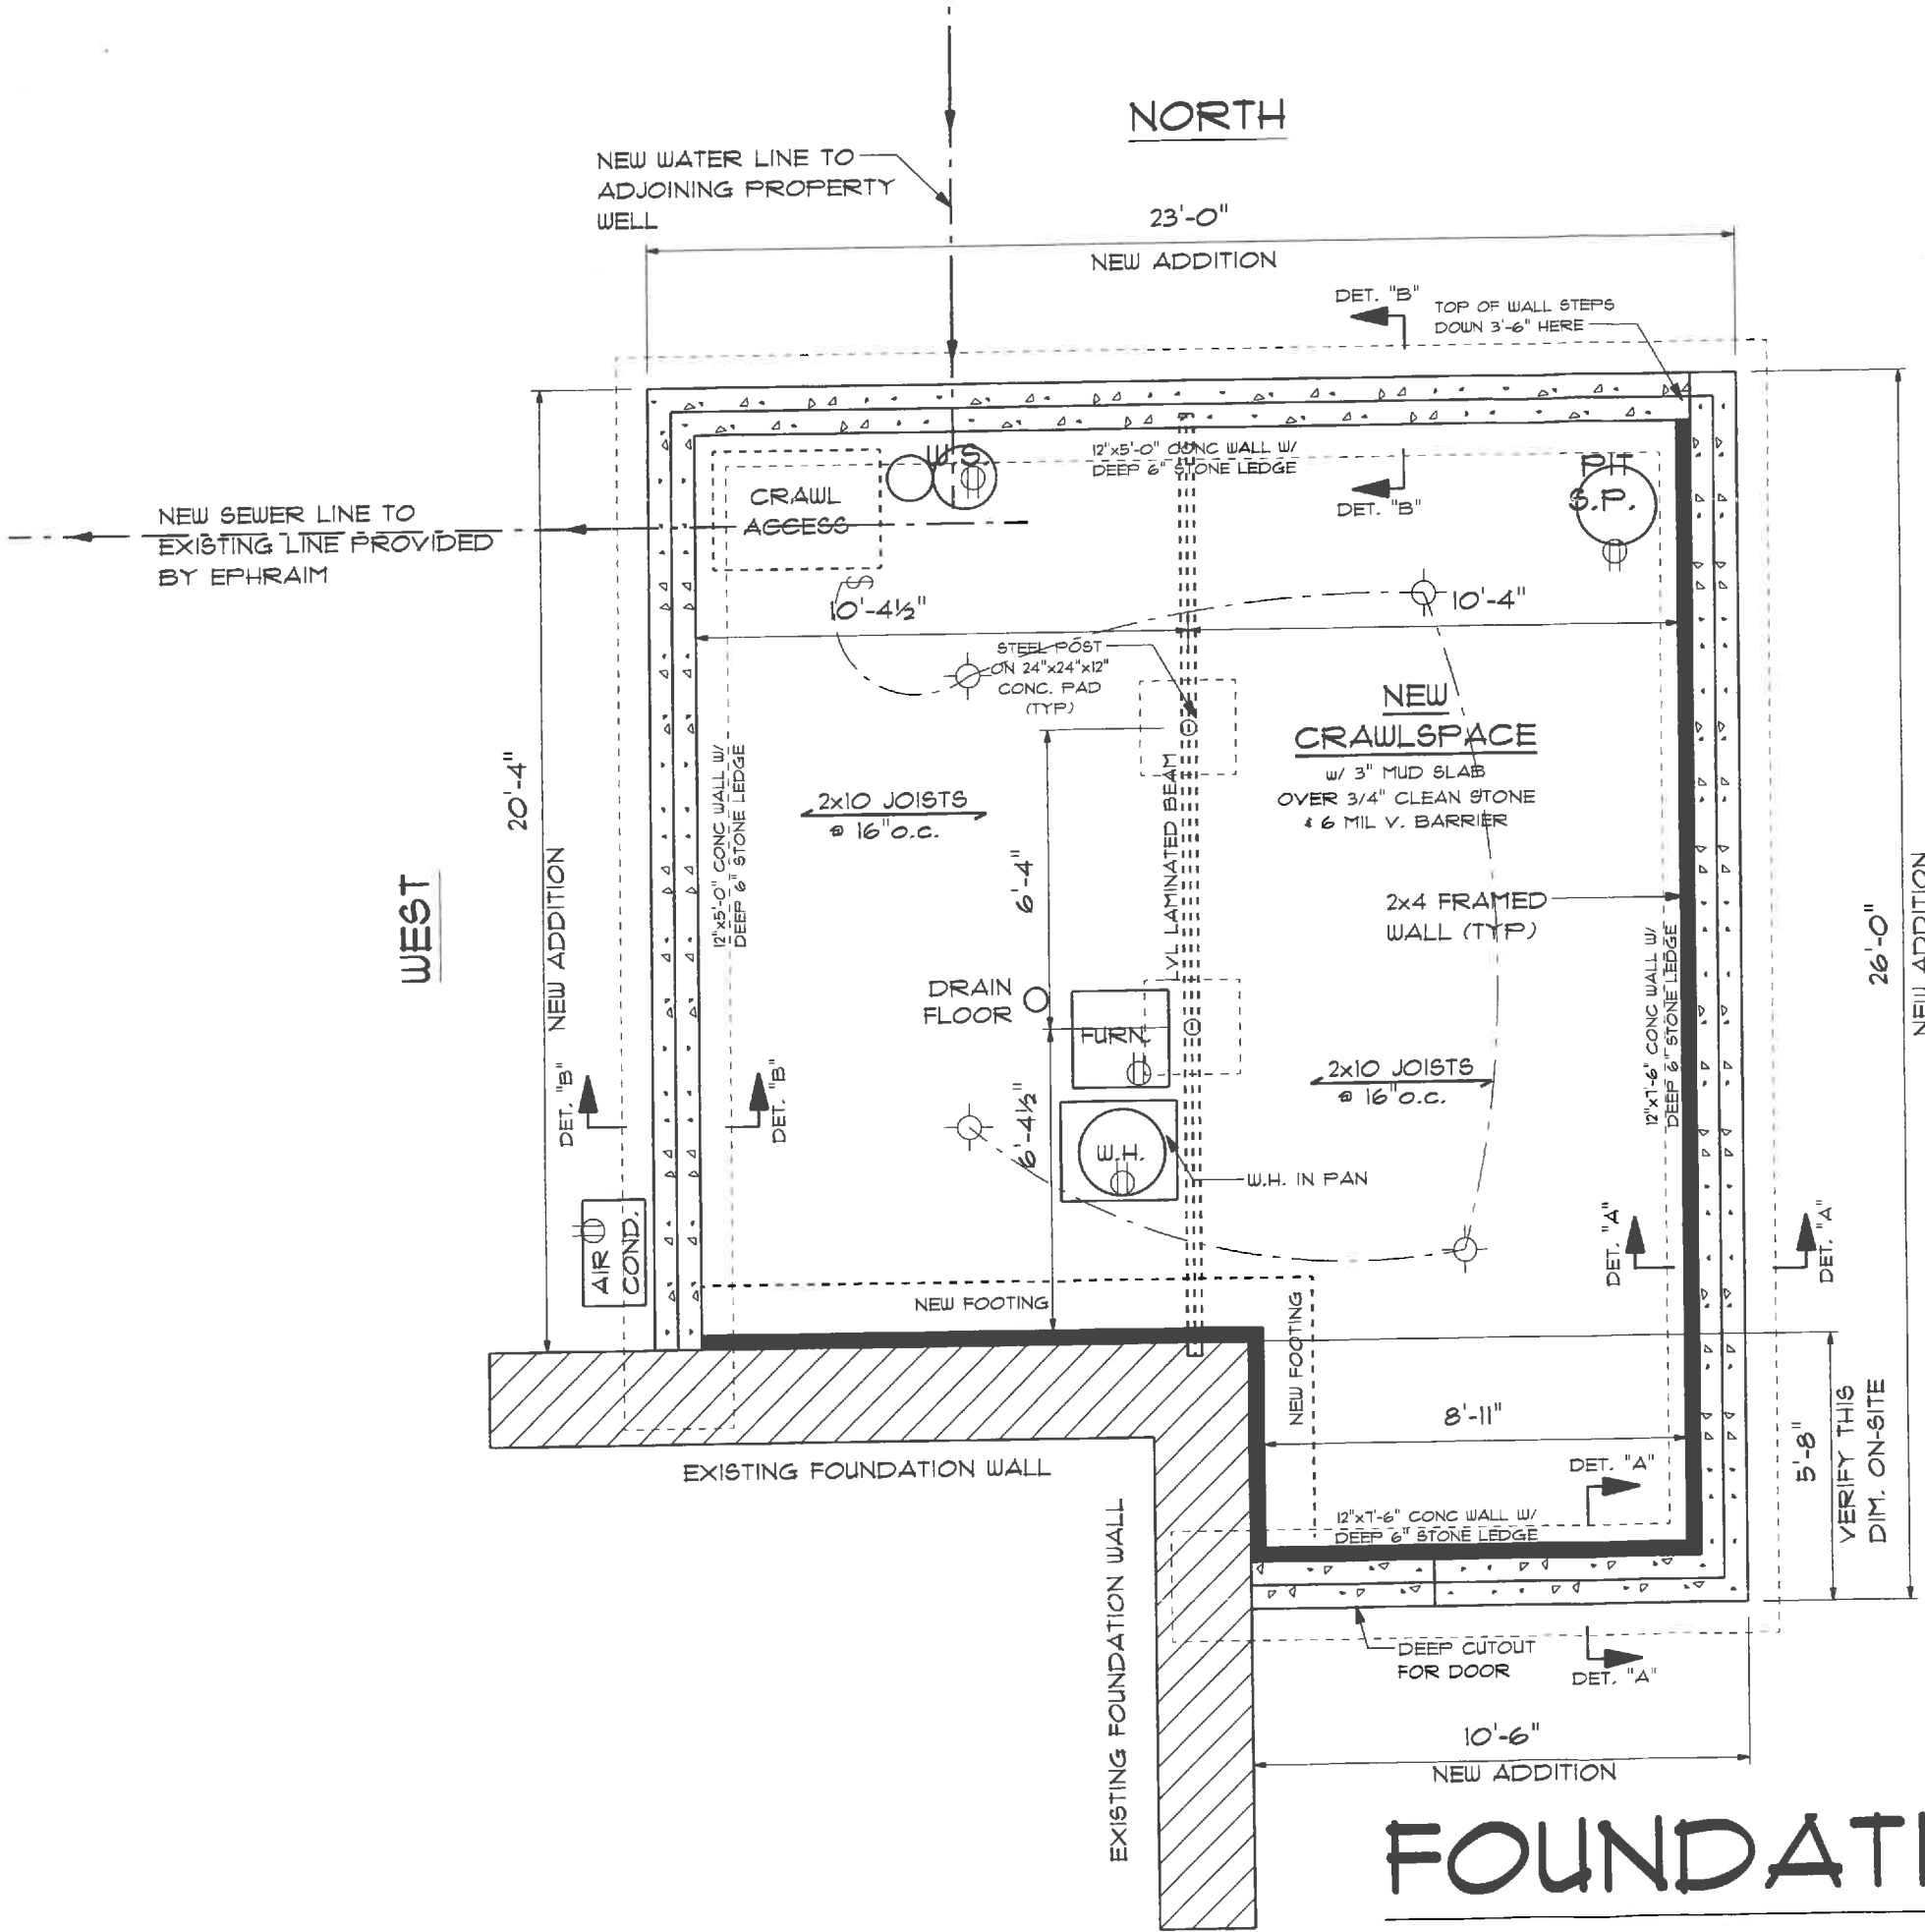 NORTH
NEW WATER LINE TO
ADJOINING PROPERTY
WELL
23'-0"
NEW ADDITION
DET. "B"
TOP OF WALL STEPS
DOWN 3'-6" HERE
12"x5'-0" CONC WALL W/
DEEP 6" STONE LEDGE
W.S.
CRAWL
ACCESS
PIT
S.P.
DET. "B"
NEW SEWER LINE TO
EXISTING LINE PROVIDED
BY EPHRAIM
$
10'-4½"
10'-4"
STEEL POST
ON 24"x24"x12"
CONC. PAD
(TYP)
NEW
CRAWLSPACE
w/ 3" MUD SLAB
OVER 3/4" CLEAN STONE
& 6 MIL V. BARRIER
20'-4"
NEW ADDITION
WEST
12"x5'-0" CONC WALL W/
DEEP 6" STONE LEDGE
2x10 JOISTS
@ 16" O.C.
6'-4"
LVL LAMINATED BEAM
2x4 FRAMED
WALL (TYP)
12"x7'-6" CONC WALL W/
DEEP 6" STONE LEDGE
26'-0"
NEW ADDITION
DRAIN
FLOOR
FURN.
2x10 JOISTS
@ 16" O.C.
DET. "B"
DET. "B"
6'-4½"
W.H.
W.H. IN PAN
AIR
COND.
DET. "A"
DET. "A"
NEW FOOTING
NEW FOOTING
8'-11"
5'-8"
VERIFY THIS
DIM. ON-SITE
EXISTING FOUNDATION WALL
DET. "A"
12"x7'-6" CONC WALL W/
DEEP 6" STONE LEDGE
EXISTING FOUNDATION WALL
DEEP CUTOUT
FOR DOOR
DET. "A"
10'-6"
NEW ADDITION
FOUNDATI